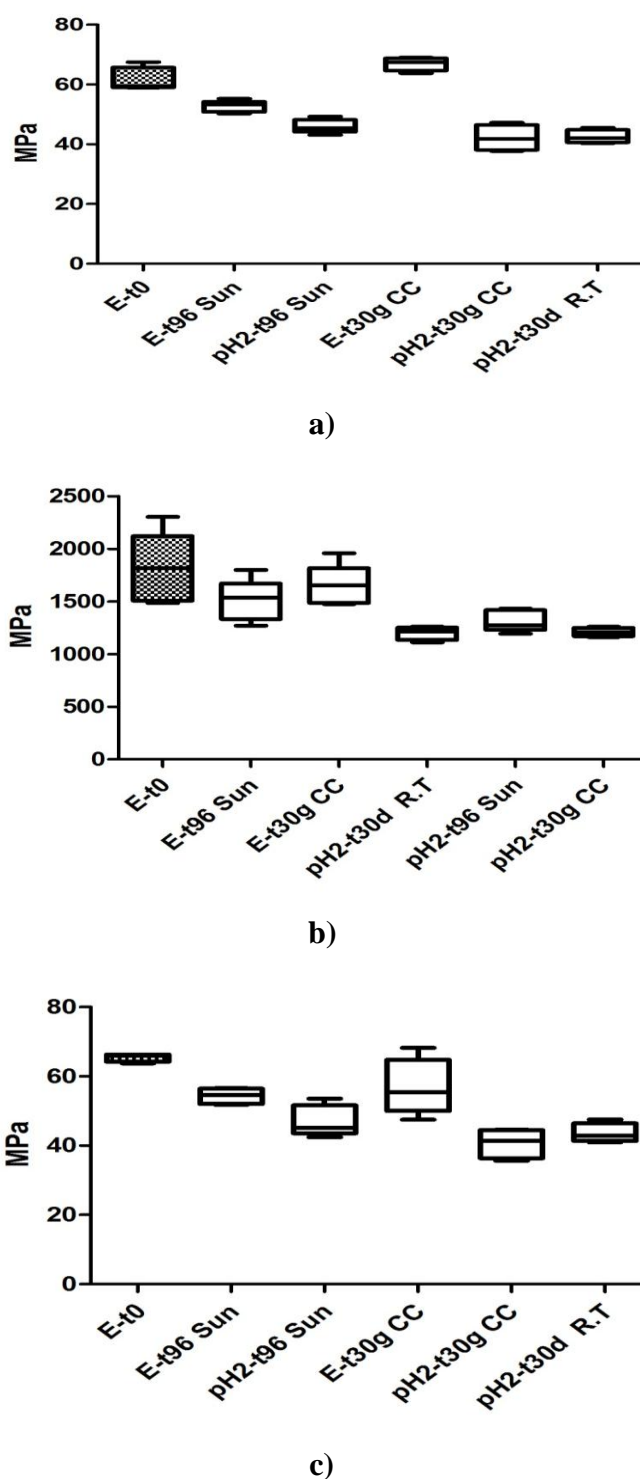 80
60
40
20
0
MPa
E-t0
E-t96 Sun
pH2-t96 Sun
E-t30g CC
pH2-t30g CC
pH2-t30d R.T
a)
2500
2000
1500
1000
500
0
MPa
E-t0
E-t96 Sun
E-t30g CC
pH2-t30d R.T
pH2-t96 Sun
pH2-t30g CC
b)
80
60
40
20
0
MPa
E-t0
E-t96 Sun
pH2-t96 Sun
E-t30g CC
pH2-t30g CC
pH2-t30d R.T
c)